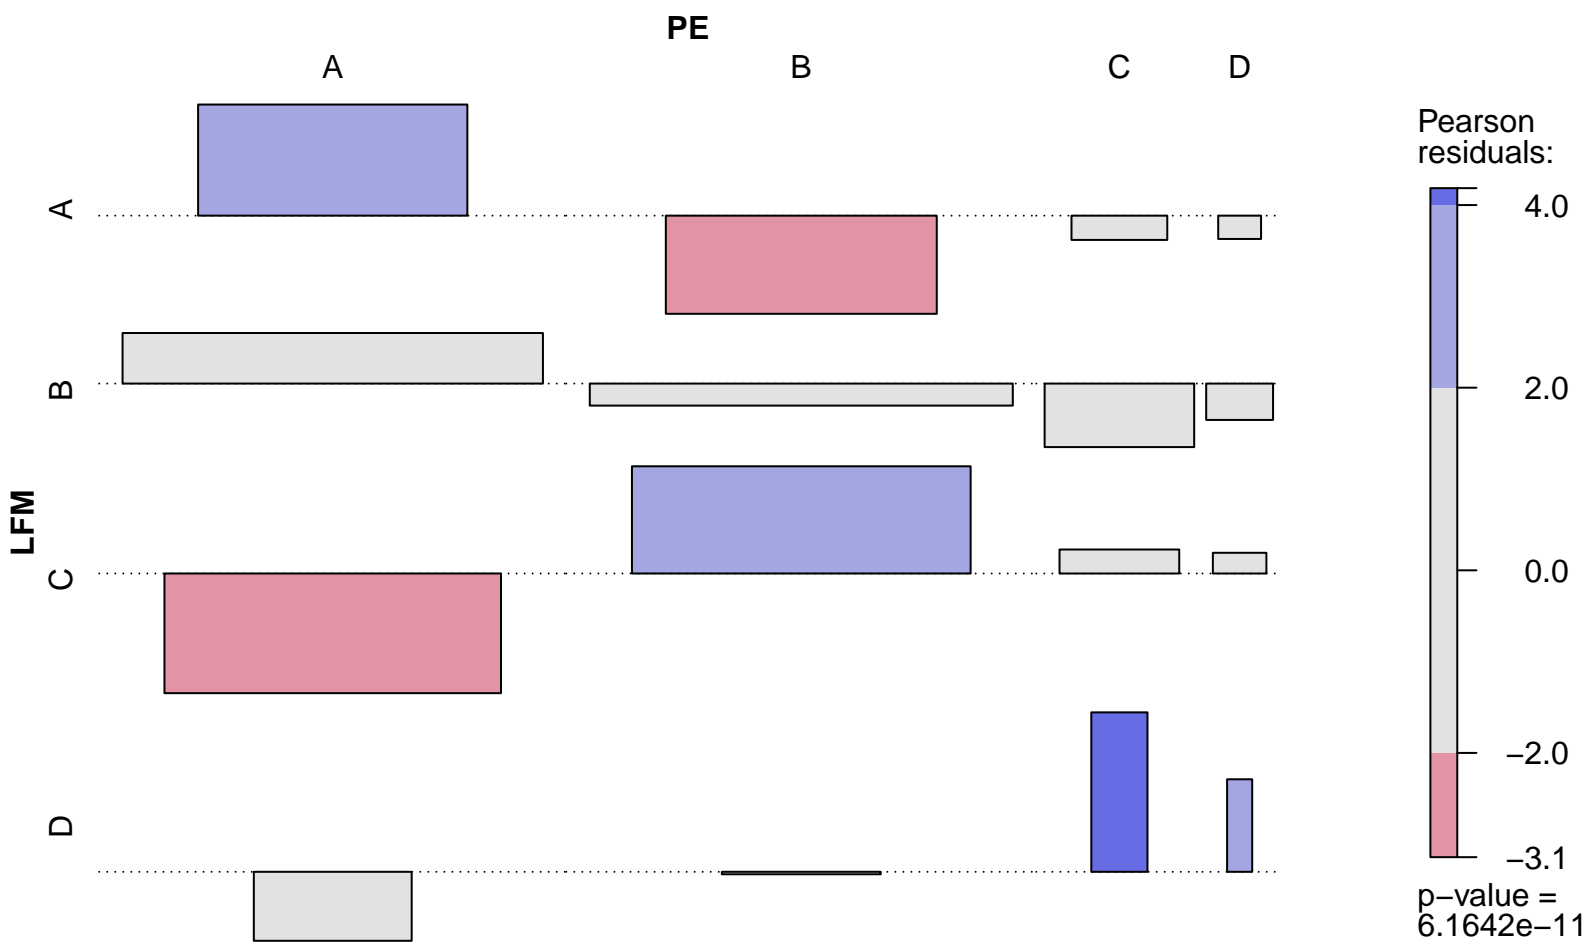 PE
A B C D
Pearson
residuals:
A
B
LFM
C
D
4.0
2.0
0.0
−2.0
−3.1
p−value =
6.1642e−11